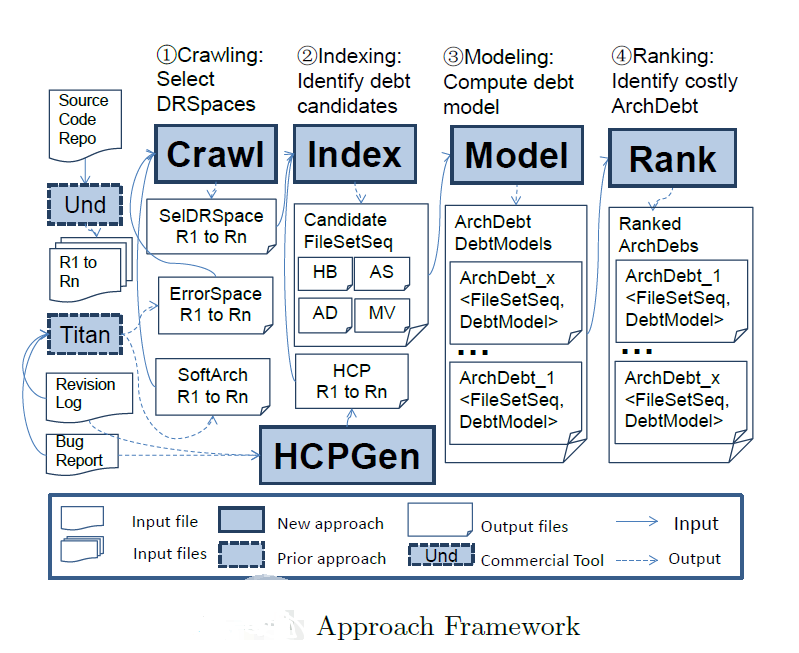 ①Crawling:
Select
DRSpaces
②Indexing:
Identify debt
candidates
③Modeling:
Compute debt
model
④Ranking:
Identify costly
ArchDebt
Source
Code
Repo
Und
R1 to
Rn
Titan
Revision
Log
Bug
Report
Crawl
SelDRSpace
R1 to Rn
ErrorSpace
R1 to Rn
SoftArch
R1 to Rn
Index
Candidate
FileSetSeq
HB
AS
AD
MV
HCP
R1 to Rn
HCPGen
Model
ArchDebt
DebtModels
ArchDebt_x
<FileSetSeq,
DebtModel>
...
ArchDebt_1
<FileSetSeq,
DebtModel>
Rank
Ranked
ArchDebs
ArchDebt_1
<FileSetSeq,
DebtModel>
...
ArchDebt_x
<FileSetSeq,
DebtModel>
Input file
New approach
Output files
Input
Input files
Prior approach
Und
Commercial Tool
Output
Approach Framework